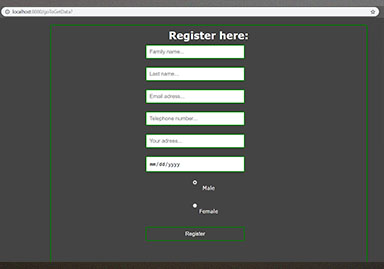 localhost:8080/goToGetData?
Register here:
Family name...
Last name...
Email adress...
Telephone number...
Your adress...
mm/dd/yyyy
Male
Female
Register